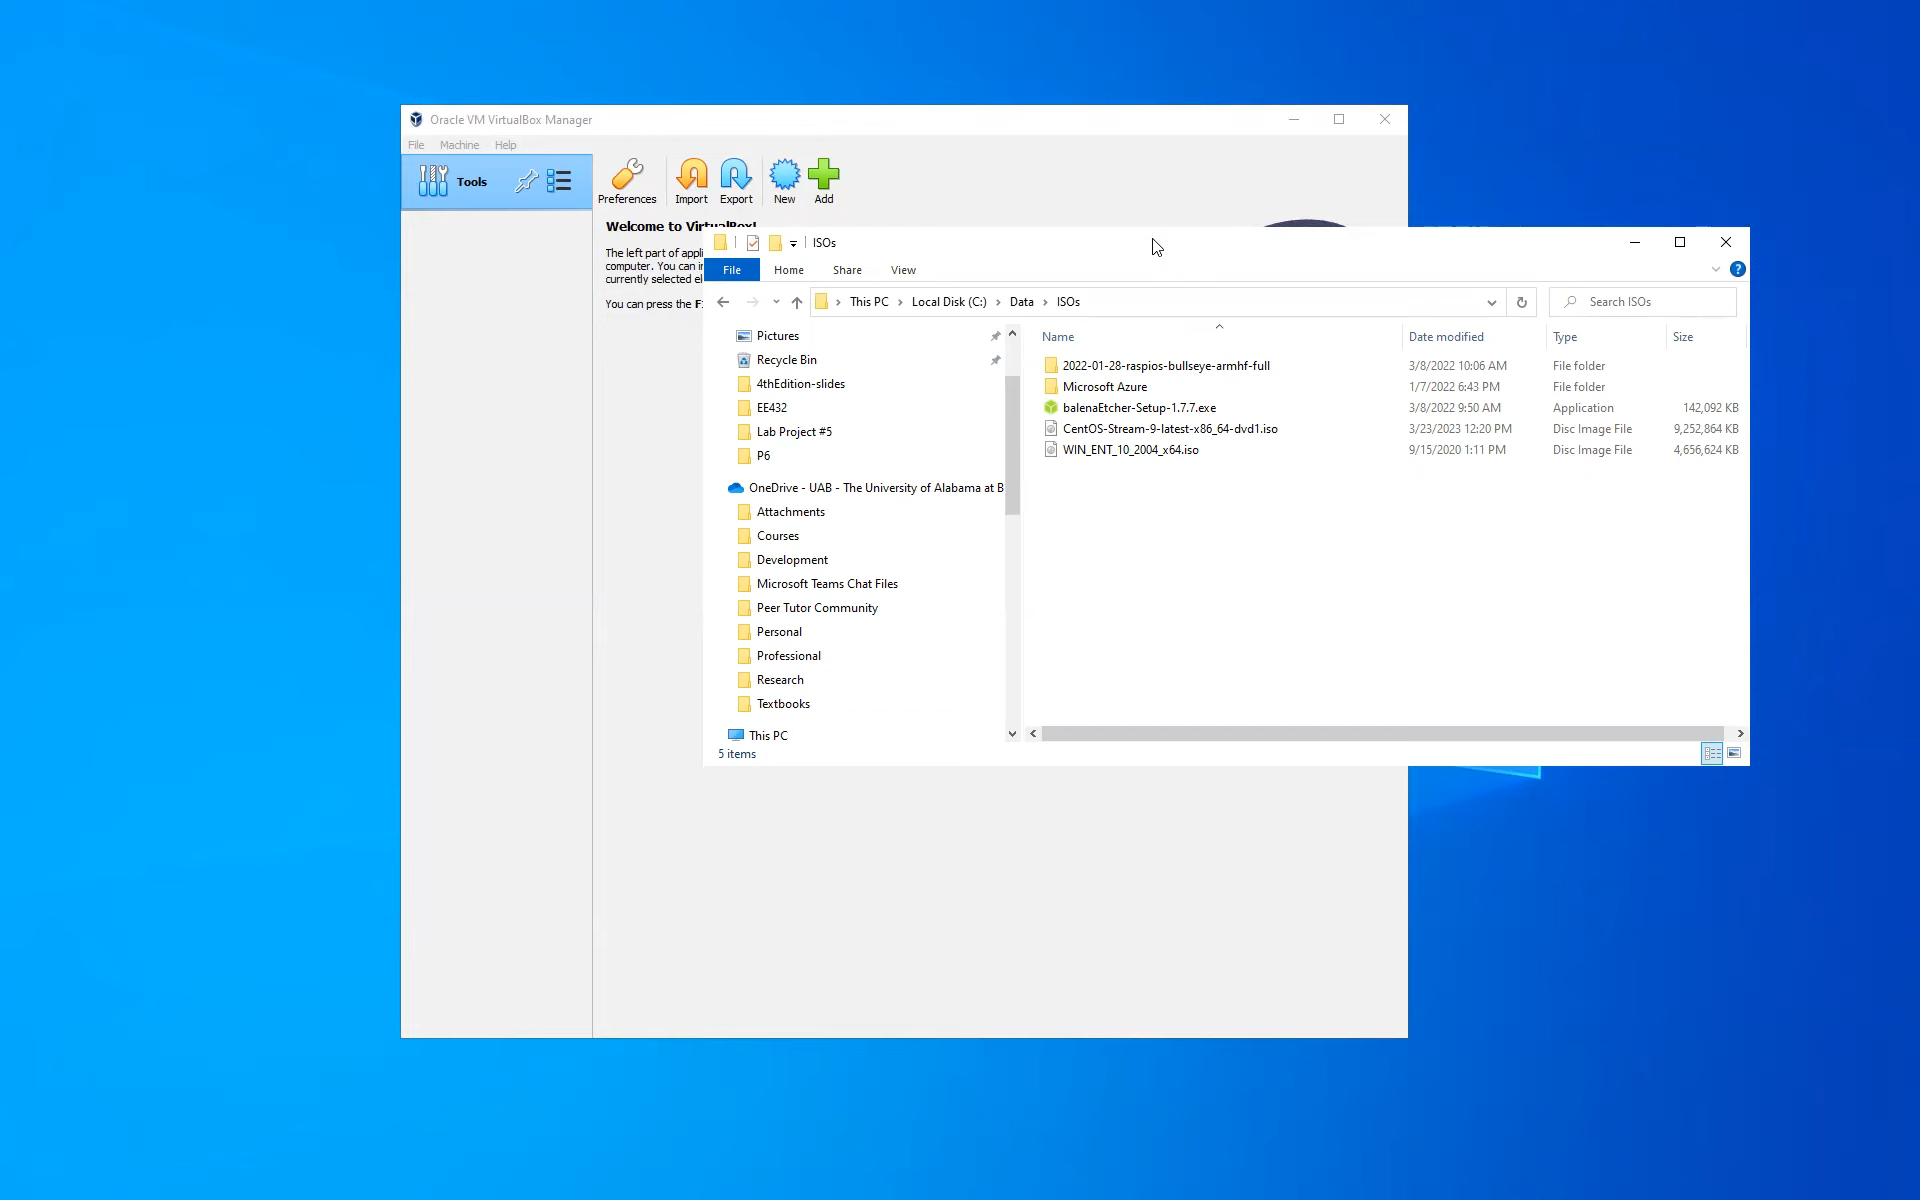 Oracle VM VirtualBox Manager
File Machine Help
Tools
Preferences Import Export New Add
Welcome to VirtualBox!
The left part of appli
computer. You can in
currently selected el
You can press the F
ISOs
File Home Share View
?
This PC Local Disk (C:) Data ISOs
Search ISOs
Pictures
Recycle Bin
4thEdition-slides
EE432
Lab Project #5
P6
OneDrive - UAB - The University of Alabama at B
Attachments
Courses
Development
Microsoft Teams Chat Files
Peer Tutor Community
Personal
Professional
Research
Textbooks
This PC
Name Date modified Type Size
2022-01-28-raspios-bullseye-armhf-full 3/8/2022 10:06 AM File folder
Microsoft Azure 1/7/2022 6:43 PM File folder
balenaEtcher-Setup-1.7.7.exe 3/8/2022 9:50 AM Application 142,092 KB
CentOS-Stream-9-latest-x86_64-dvd1.iso 3/23/2023 12:20 PM Disc Image File 9,252,864 KB
WIN_ENT_10_2004_x64.iso 9/15/2020 1:11 PM Disc Image File 4,656,624 KB
5 items